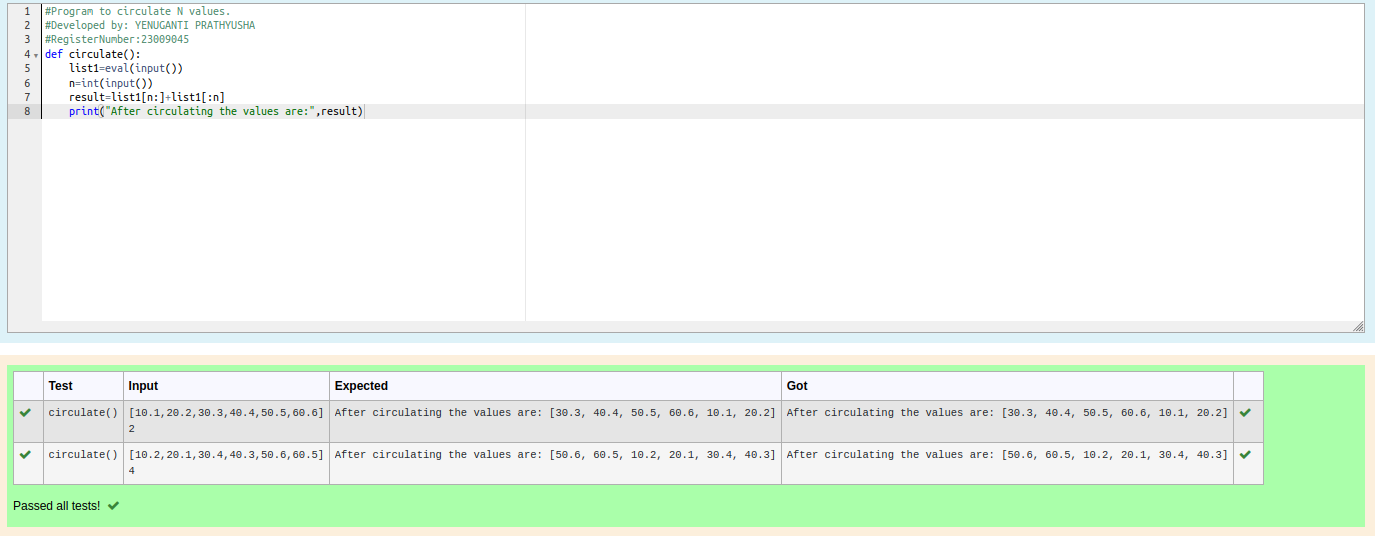 1 #Program to circulate N values.
2 #Developed by: YENUGANTI PRATHYUSHA
3 #RegisterNumber:23009045
4 def circulate():
5     list1=eval(input())
6     n=int(input())
7     result=list1[n:]+list1[:n]
8     print("After circulating the values are:",result)
Test Input Expected Got
circulate() [10.1,20.2,30.3,40.4,50.5,60.6] After circulating the values are: [30.3, 40.4, 50.5, 60.6, 10.1, 20.2] After circulating the values are: [30.3, 40.4, 50.5, 60.6, 10.1, 20.2]
2
circulate() [10.2,20.1,30.4,40.3,50.6,60.5] After circulating the values are: [50.6, 60.5, 10.2, 20.1, 30.4, 40.3] After circulating the values are: [50.6, 60.5, 10.2, 20.1, 30.4, 40.3]
4
Passed all tests!